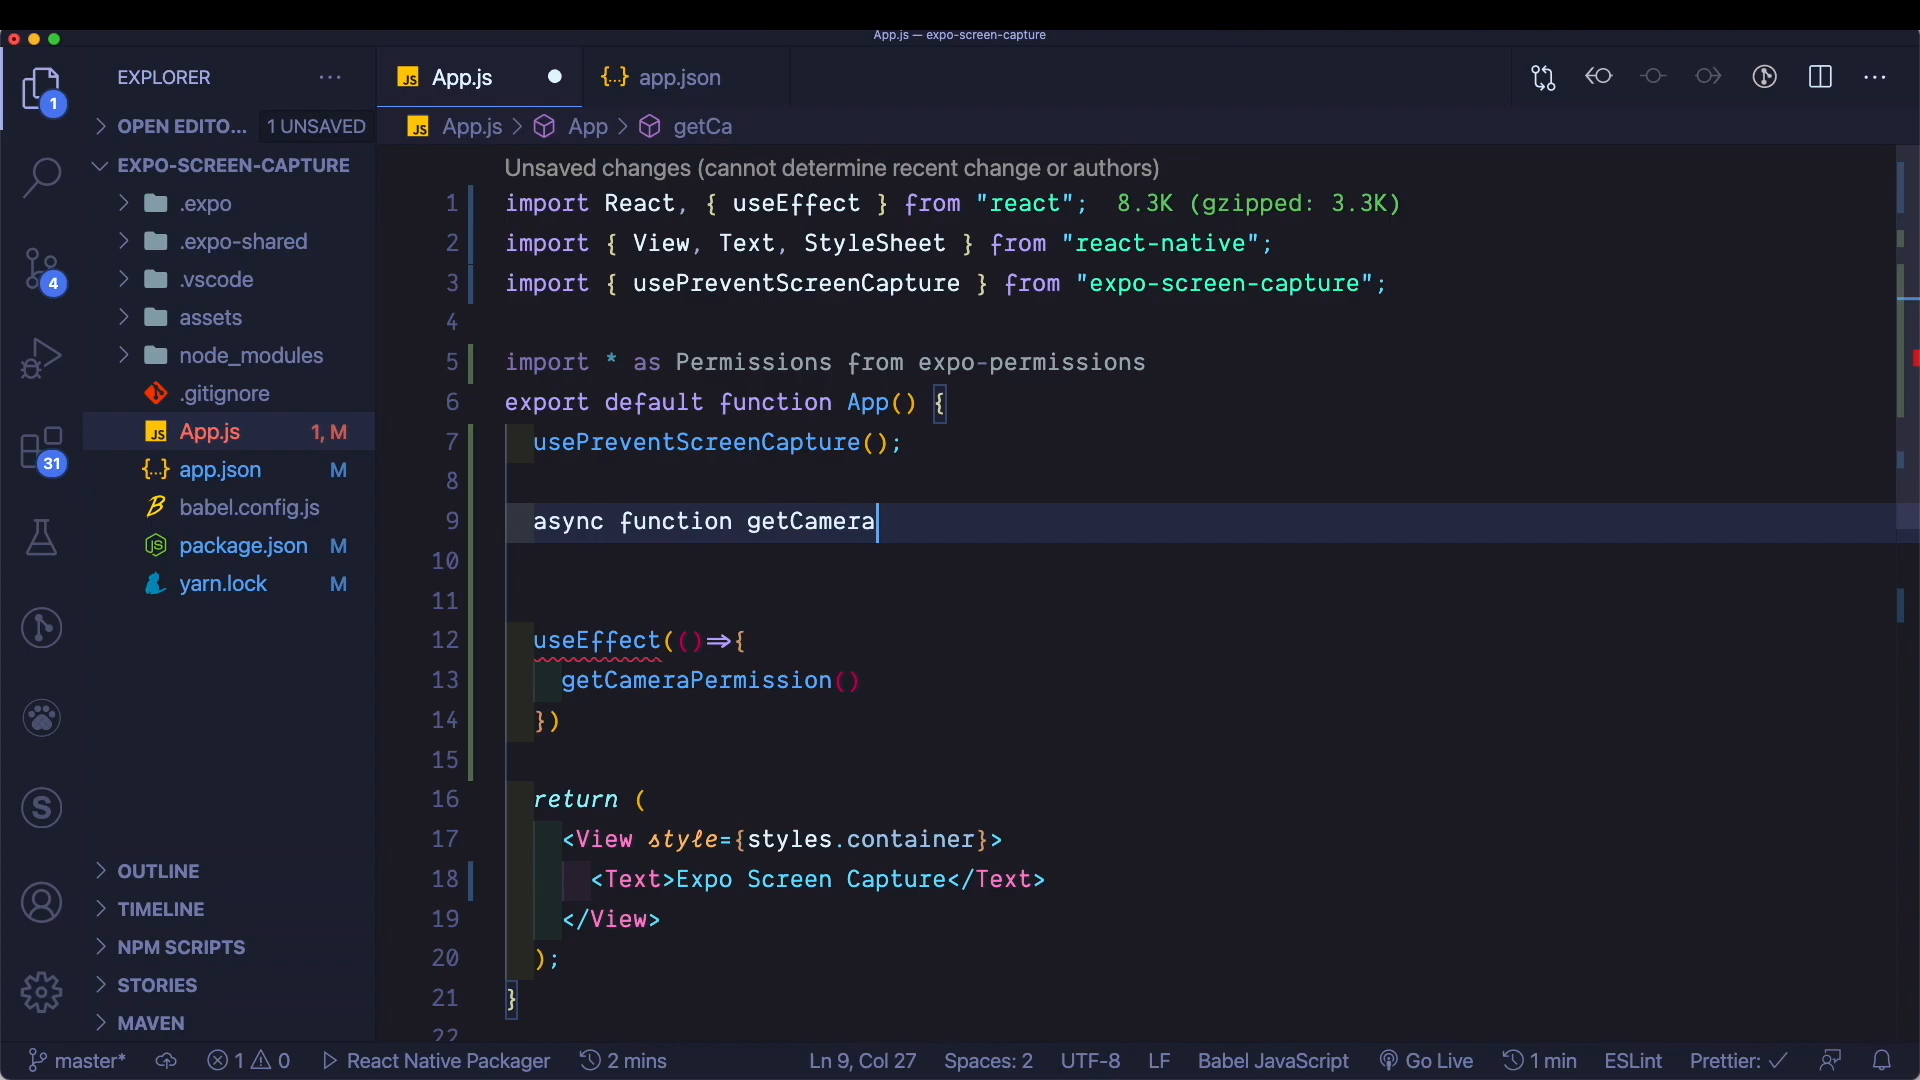 App.js — expo-screen-capture
EXPLORER
App.js
{...} app.json
OPEN EDITO... 1 UNSAVED
App.js > App > getCa
EXPO-SCREEN-CAPTURE
.expo
.expo-shared
.vscode
assets
node_modules
.gitignore
App.js 1, M
{...} app.json M
babel.config.js
package.json M
yarn.lock M
OUTLINE
TIMELINE
NPM SCRIPTS
STORIES
MAVEN
1
4
31
Unsaved changes (cannot determine recent change or authors)
1 import React, { useEffect } from "react"; 8.3K (gzipped: 3.3K)
2 import { View, Text, StyleSheet } from "react-native";
3 import { usePreventScreenCapture } from "expo-screen-capture";
4
5 import * as Permissions from expo-permissions
6 export default function App() {
7 usePreventScreenCapture();
8
9 async function getCamera
10
11
12 useEffect(()=>{
13 getCameraPermission()
14 })
15
16 return (
17 <View style={styles.container}>
18 <Text>Expo Screen Capture</Text>
19 </View>
20 );
21 }
22
master* 1 0 React Native Packager 2 mins Ln 9, Col 27 Spaces: 2 UTF-8 LF Babel JavaScript Go Live 1 min ESLint Prettier: ✓